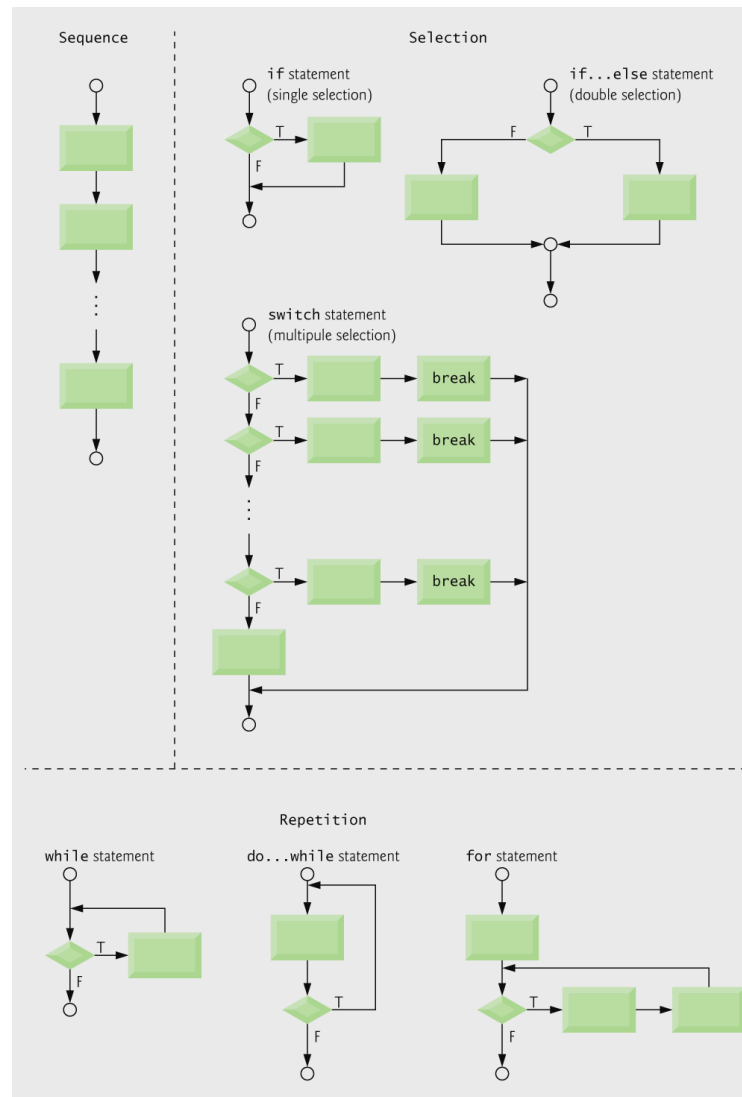 Sequence
Selection
if statement
(single selection)
T
F
if...else statement
(double selection)
F
T
switch statement
(multipule selection)
T
break
F
T
break
F
T
break
F
Repetition
while statement
T
F
do...while statement
T
F
for statement
T
F